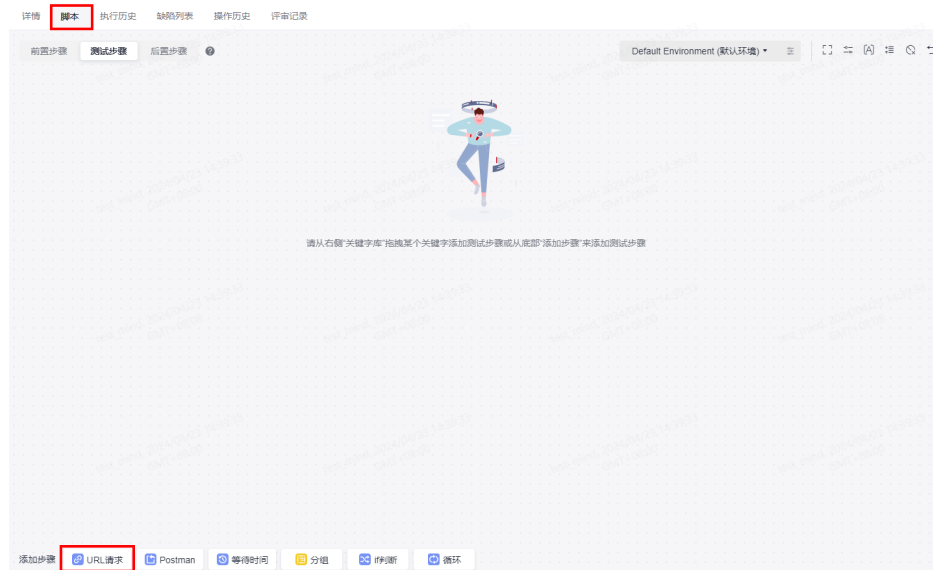 详情 脚本 执行历史 缺陷列表 操作历史 评审记录
前置步骤 测试步骤 后置步骤 Default Environment (默认环境)
请从右侧"关键字库"拖拽某个关键字添加测试步骤或从底部"添加步骤"来添加测试步骤
添加步骤 URL请求 Postman 等待时间 分组 if判断 循环